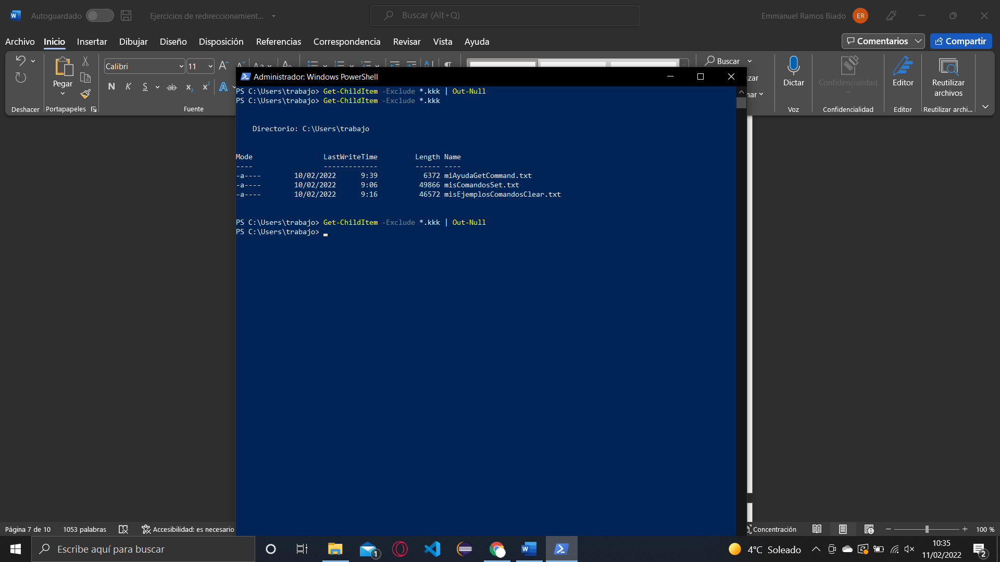 Autoguardado
Ejercicios de redireccionamient...
Buscar (Alt+Q)
Emmanuel Ramos Biado
ER
Archivo Inicio Insertar Dibujar Diseño Disposición Referencias Correspondencia Revisar Vista Ayuda
Comentarios
Compartir
Pegar
Calibri
11
Buscar
Dictar
Confidencialidad
Editor
Reutilizar
archivos
N K S ab x₂ x² A
Deshacer
Portapapeles
Fuente
Voz
Confidencialidad
Editor
Reutilizar archi...
Administrador: Windows PowerShell
PS C:\Users\trabajo> Get-ChildItem -Exclude *.kkk | Out-Null
PS C:\Users\trabajo> Get-ChildItem -Exclude *.kkk
Directorio: C:\Users\trabajo
Mode LastWriteTime Length Name
---- ------------- ------ ----
-a---- 10/02/2022 9:39 6372 miAyudaGetCommand.txt
-a---- 10/02/2022 9:06 49866 misComandosSet.txt
-a---- 10/02/2022 9:16 46572 misEjemplosComandosClear.txt
PS C:\Users\trabajo> Get-ChildItem -Exclude *.kkk | Out-Null
PS C:\Users\trabajo>
Página 7 de 10
1053 palabras
Accesibilidad: es necesario
Concentración
100 %
Escribe aquí para buscar
1
4°C Soleado
10:35
11/02/2022
2